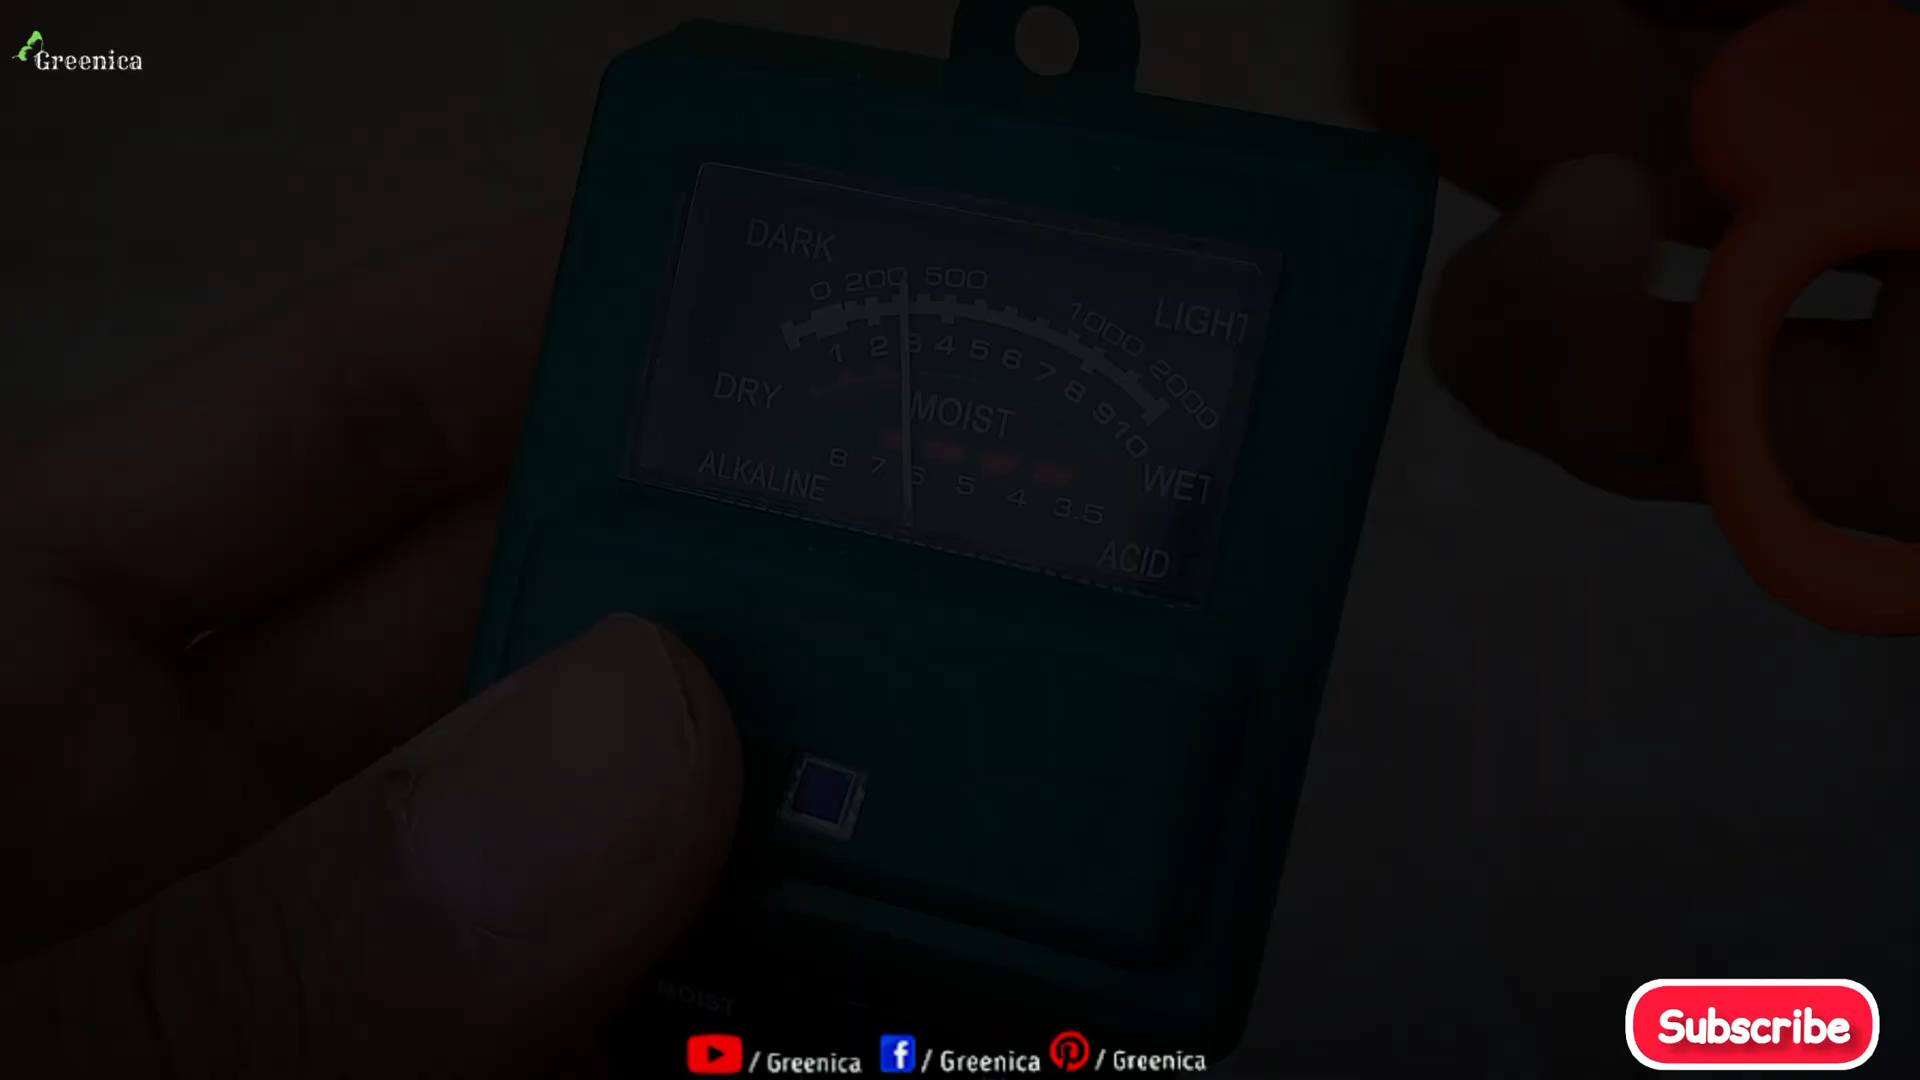 Greenica
DARK
0 200 500 1000 2000
LIGHT
1 2 3 4 5 6 7 8 9 10
DRY
MOIST
WET
ALKALINE
8 7 6 5 4 3.5
ACID
MOIST
/ Greenica
/ Greenica
/ Greenica
Subscribe